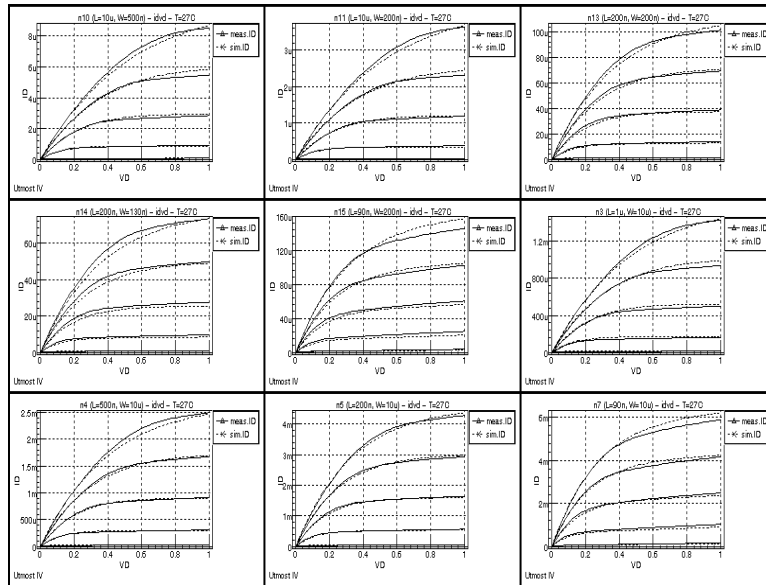 n10 (L=10u, W=500n) - idvd - T=27C
8u
6u
4u
2u
0
ID
0 0.2 0.4 0.6 0.8 1
VD
meas.ID
sim.ID
Utmost IV
n11 (L=10u, W=200n) - idvd - T=27C
3u
2u
1u
0
ID
0 0.2 0.4 0.6 0.8 1
VD
meas.ID
sim.ID
Utmost IV
n13 (L=200n, W=200n) - idvd - T=27C
100u
80u
60u
40u
20u
0
ID
0 0.2 0.4 0.6 0.8 1
VD
meas.ID
sim.ID
Utmost IV
n14 (L=200n, W=130n) - idvd - T=27C
60u
40u
20u
0
ID
0 0.2 0.4 0.6 0.8 1
VD
meas.ID
sim.ID
Utmost IV
n15 (L=90n, W=200n) - idvd - T=27C
160u
120u
80u
40u
0
ID
0 0.2 0.4 0.6 0.8 1
VD
meas.ID
sim.ID
Utmost IV
n3 (L=1u, W=10u) - idvd - T=27C
1.2m
800u
400u
0
ID
0 0.2 0.4 0.6 0.8 1
VD
meas.ID
sim.ID
Utmost IV
n4 (L=500n, W=10u) - idvd - T=27C
2.5m
2m
1.5m
1m
500u
0
ID
0 0.2 0.4 0.6 0.8 1
VD
meas.ID
sim.ID
Utmost IV
n5 (L=200n, W=10u) - idvd - T=27C
4m
3m
2m
1m
0
ID
0 0.2 0.4 0.6 0.8 1
VD
meas.ID
sim.ID
Utmost IV
n7 (L=90n, W=10u) - idvd - T=27C
6m
4m
2m
0
ID
0 0.2 0.4 0.6 0.8 1
VD
meas.ID
sim.ID
Utmost IV